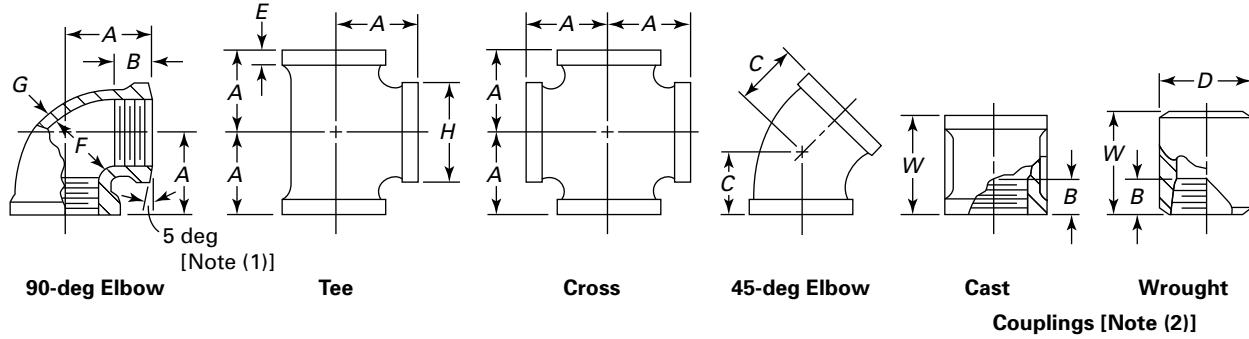 E
A
A
A
A
B
G
F
A
A
A
H
A
A
C
C
W
B
D
W
B
5 deg
[Note (1)]
90-deg Elbow
Tee
Cross
45-deg Elbow
Cast
Wrought
Couplings [Note (2)]